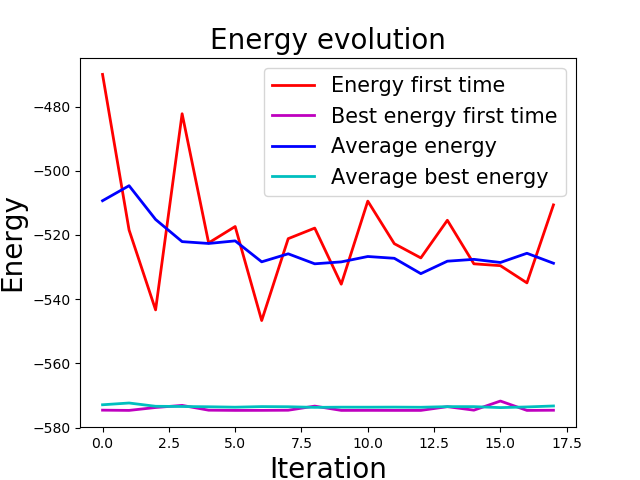 Energy evolution
Energy first time
Best energy first time
Average energy
Average best energy
Energy
−480
−500
−520
−540
−560
−580
0.0 2.5 5.0 7.5 10.0 12.5 15.0 17.5
Iteration